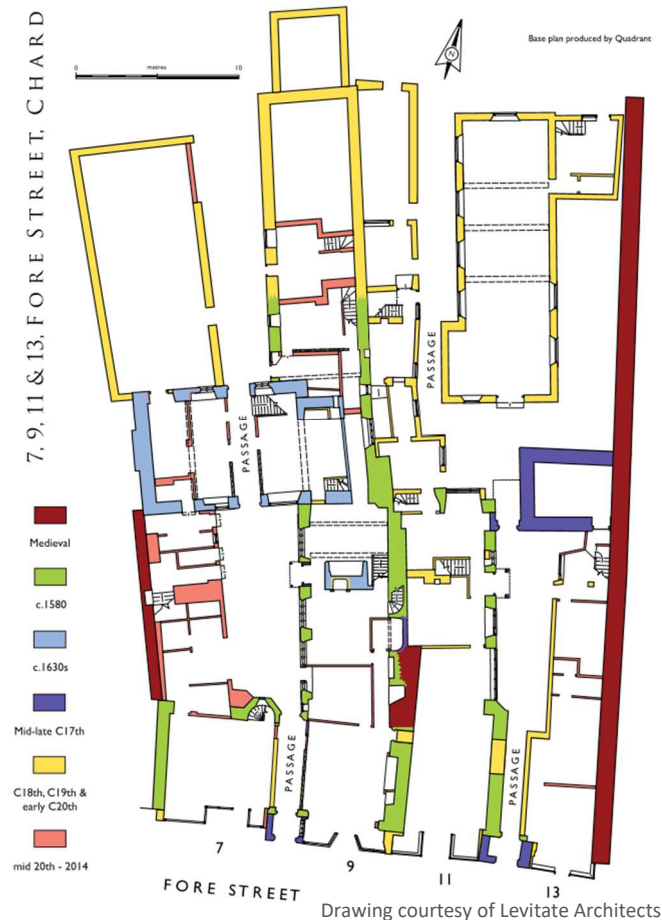 7, 9, 11 & 13, FORE STREET, CHARD
0 metres 10
N
Base plan produced by Quadrant
PASSAGE
PASSAGE
PASSAGE
PASSAGE
Medieval
c.1580
c.1630s
Mid-late C17th
C18th, C19th &
early C20th
mid 20th - 2014
7
9
11
13
FORE STREET
Drawing courtesy of Levitate Architects